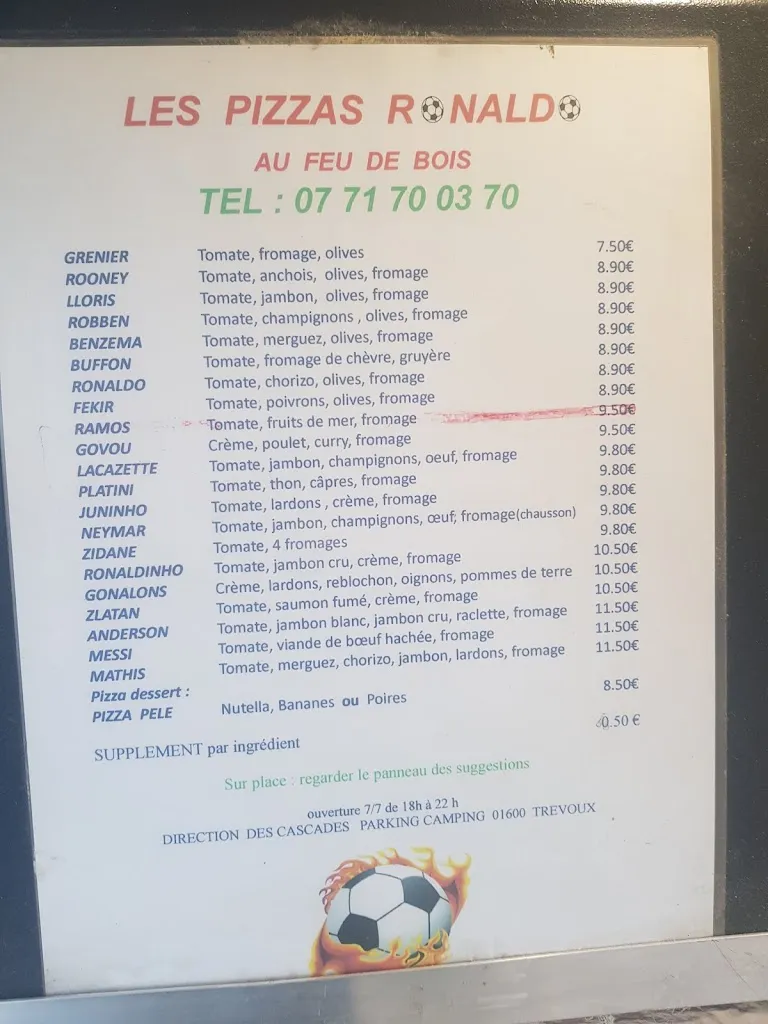 LES PIZZAS RONALDO
AU FEU DE BOIS
TEL : 07 71 70 03 70
GRENIER Tomate, fromage, olives 7.50€
ROONEY Tomate, anchois, olives, fromage 8.90€
LLORIS Tomate, jambon, olives, fromage 8.90€
ROBBEN Tomate, champignons , olives, fromage 8.90€
BENZEMA Tomate, merguez, olives, fromage 8.90€
BUFFON Tomate, fromage de chèvre, gruyère 8.90€
RONALDO Tomate, chorizo, olives, fromage 8.90€
FEKIR Tomate, poivrons, olives, fromage 8.90€
RAMOS Tomate, fruits de mer, fromage 9.50€
GOVOU Crème, poulet, curry, fromage 9.50€
LACAZETTE Tomate, jambon, champignons, oeuf, fromage 9.80€
PLATINI Tomate, thon, câpres, fromage 9.80€
JUNINHO Tomate, lardons , crème, fromage 9.80€
NEYMAR Tomate, jambon, champignons, œuf, fromage(chausson) 9.80€
ZIDANE Tomate, 4 fromages 9.80€
RONALDINHO Tomate, jambon cru, crème, fromage 10.50€
GONALONS Crème, lardons, reblochon, oignons, pommes de terre 10.50€
ZLATAN Tomate, saumon fumé, crème, fromage 10.50€
ANDERSON Tomate, jambon blanc, jambon cru, raclette, fromage 11.50€
MESSI Tomate, viande de bœuf hachée, fromage 11.50€
MATHIS Tomate, merguez, chorizo, jambon, lardons, fromage 11.50€
Pizza dessert :
PIZZA PELE Nutella, Bananes ou Poires 8.50€
SUPPLEMENT par ingrédient 0.50 €
Sur place : regarder le panneau des suggestions
ouverture 7/7 de 18h à 22 h
DIRECTION DES CASCADES PARKING CAMPING 01600 TREVOUX